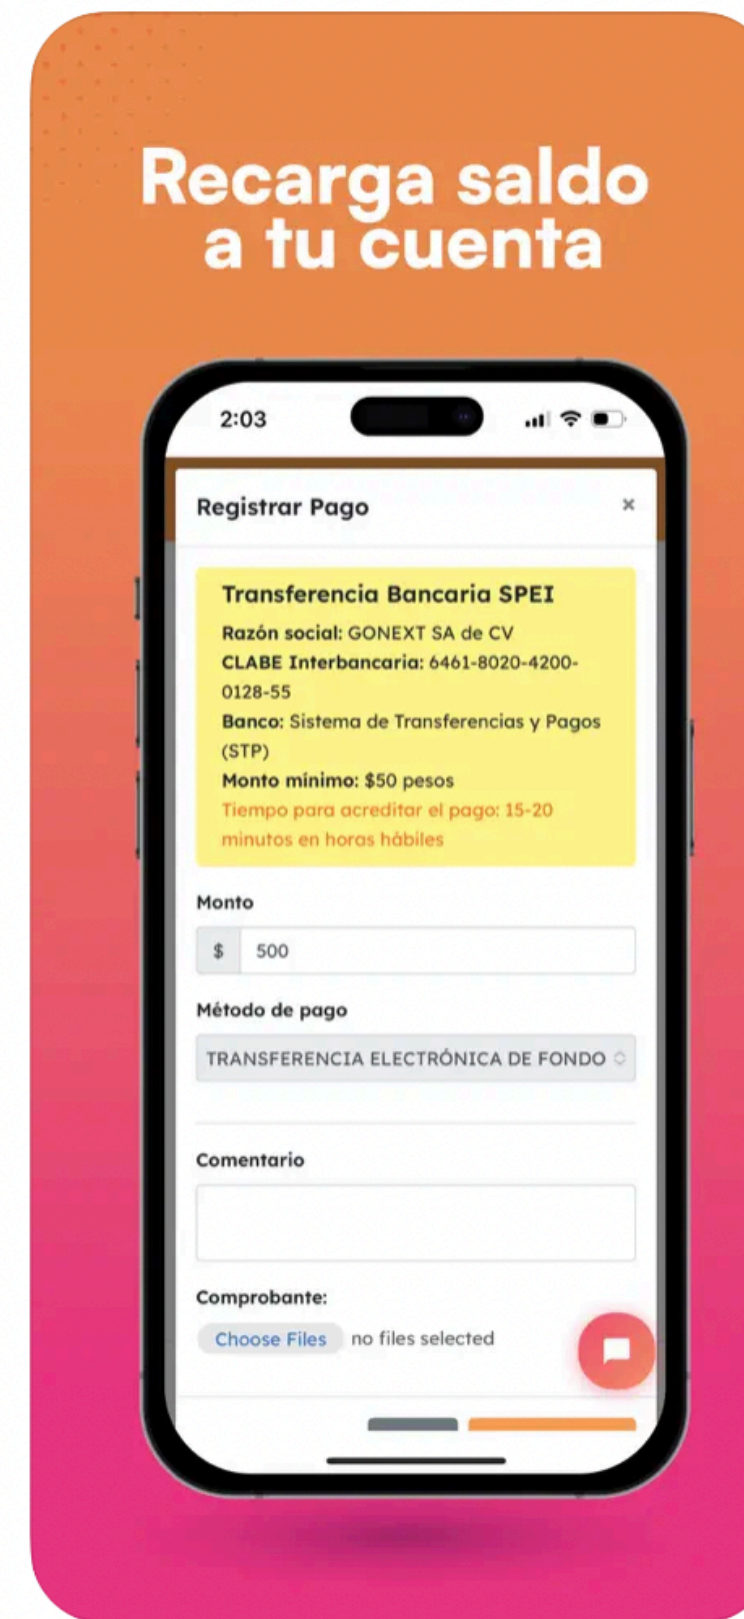 Recarga saldo
a tu cuenta
2:03
Registrar Pago
×
Transferencia Bancaria SPEI
Razón social: GONEXT SA de CV
CLABE Interbancaria: 6461-8020-4200-
0128-55
Banco: Sistema de Transferencias y Pagos
(STP)
Monto mínimo: $50 pesos
Tiempo para acreditar el pago: 15-20
minutos en horas hábiles
Monto
$ 500
Método de pago
TRANSFERENCIA ELECTRÓNICA DE FONDO
Comentario
Comprobante:
Choose Files no files selected